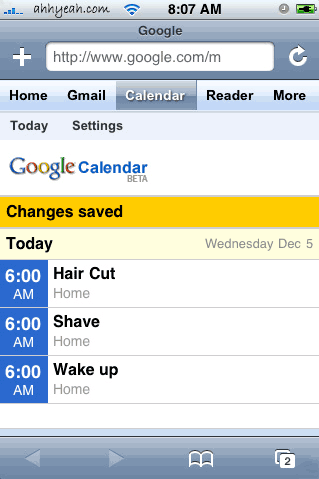 ahhyeah.com 8:07 AM
Google
http://www.google.com/m
Home Gmail Calendar Reader More
Today Settings
Google Calendar
BETA
Changes saved
Today Wednesday Dec 5
6:00 AM Hair Cut
Home
6:00 AM Shave
Home
6:00 AM Wake up
Home
2